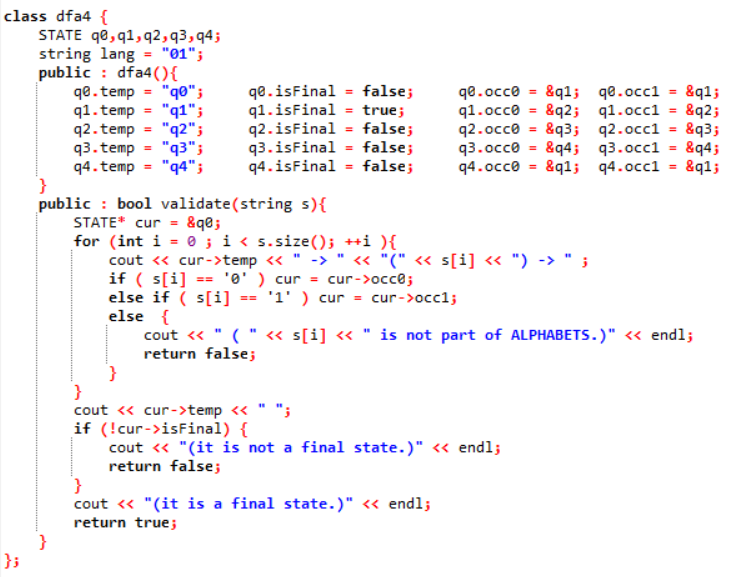 class dfa4 {
    STATE q0,q1,q2,q3,q4;
    string lang = "01";
    public : dfa4(){
        q0.temp = "q0";     q0.isFinal = false;     q0.occ0 = &q1;  q0.occ1 = &q1;
        q1.temp = "q1";     q1.isFinal = true;      q1.occ0 = &q2;  q1.occ1 = &q2;
        q2.temp = "q2";     q2.isFinal = false;     q2.occ0 = &q3;  q2.occ1 = &q3;
        q3.temp = "q3";     q3.isFinal = false;     q3.occ0 = &q4;  q3.occ1 = &q4;
        q4.temp = "q4";     q4.isFinal = false;     q4.occ0 = &q1;  q4.occ1 = &q1;
    }
    public : bool validate(string s){
        STATE* cur = &q0;
        for (int i = 0 ; i < s.size(); ++i ){
            cout << cur->temp << " -> " << "(" << s[i] << ") -> " ;
            if ( s[i] == '0' ) cur = cur->occ0;
            else if ( s[i] == '1' ) cur = cur->occ1;
            else  {
                cout << " ( " << s[i] << " is not part of ALPHABETS.)" << endl;
                return false;
            }
        }
        cout << cur->temp << " ";
        if (!cur->isFinal) {
            cout << "(it is not a final state.)" << endl;
            return false;
        }
        cout << "(it is a final state.)" << endl;
        return true;
    }
};